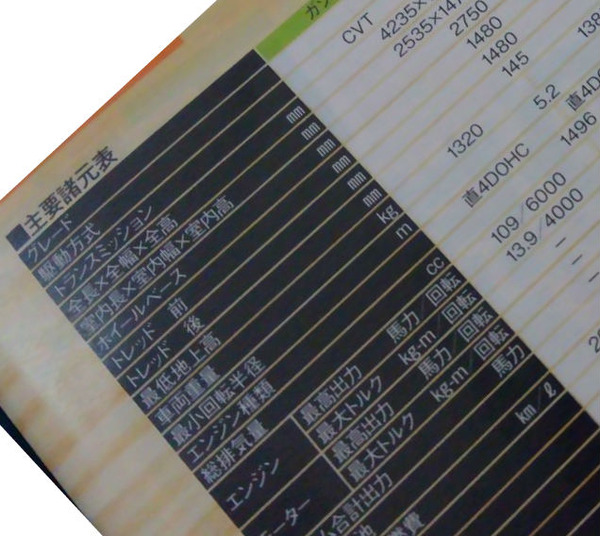 ■主要諸元表
グレード
駆動方式
トランスミッション CVT
全長×全幅×全高 mm 4235×
室内長×室内幅×室内高 mm 2535×147
ホイールベース mm 2750
トレッド 前 mm 1480
トレッド 後 mm 1480
最低地上高 mm 145
車両重量 kg 1320
最小回転半径 m 5.2
エンジン種類 直4DOHC 直4DO
総排気量 cc 1496
エンジン 最高出力 馬力／回転 109／6000
最大トルク kg-m／回転 13.9／4000
最高出力 馬力／回転 –
最大トルク kg-m／回転 –
合計出力 馬力
km／ℓ